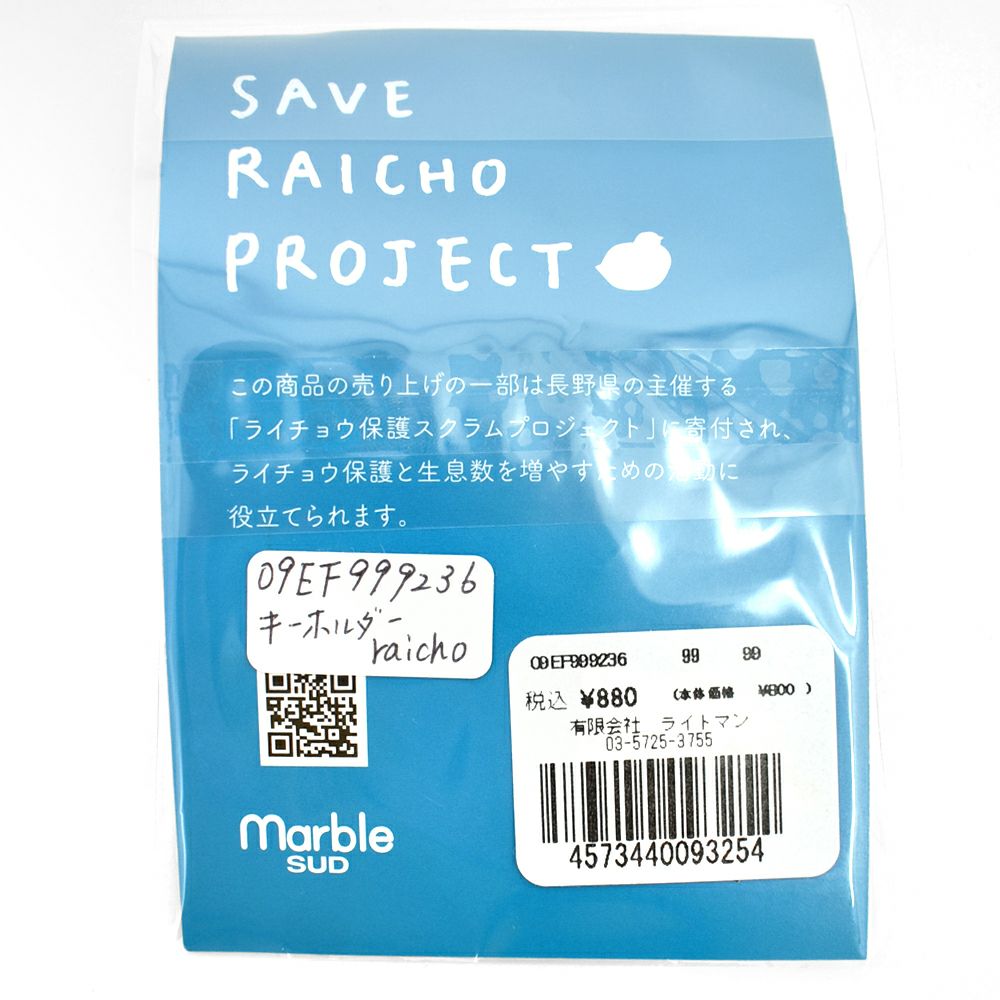 SAVE
RAICHO
PROJECT
この商品の売り上げの一部は長野県の主催する
「ライチョウ保護スクラムプロジェクト」に寄付され、
ライチョウ保護と生息数を増やすための活動に
役立てられます。
09EF999236
キーホルダー
raicho
09EF999236 99 99
税込 ¥880 (本体価格 ¥800 )
有限会社 ライトマン
03-5725-3755
4573440093254
marble
SUD